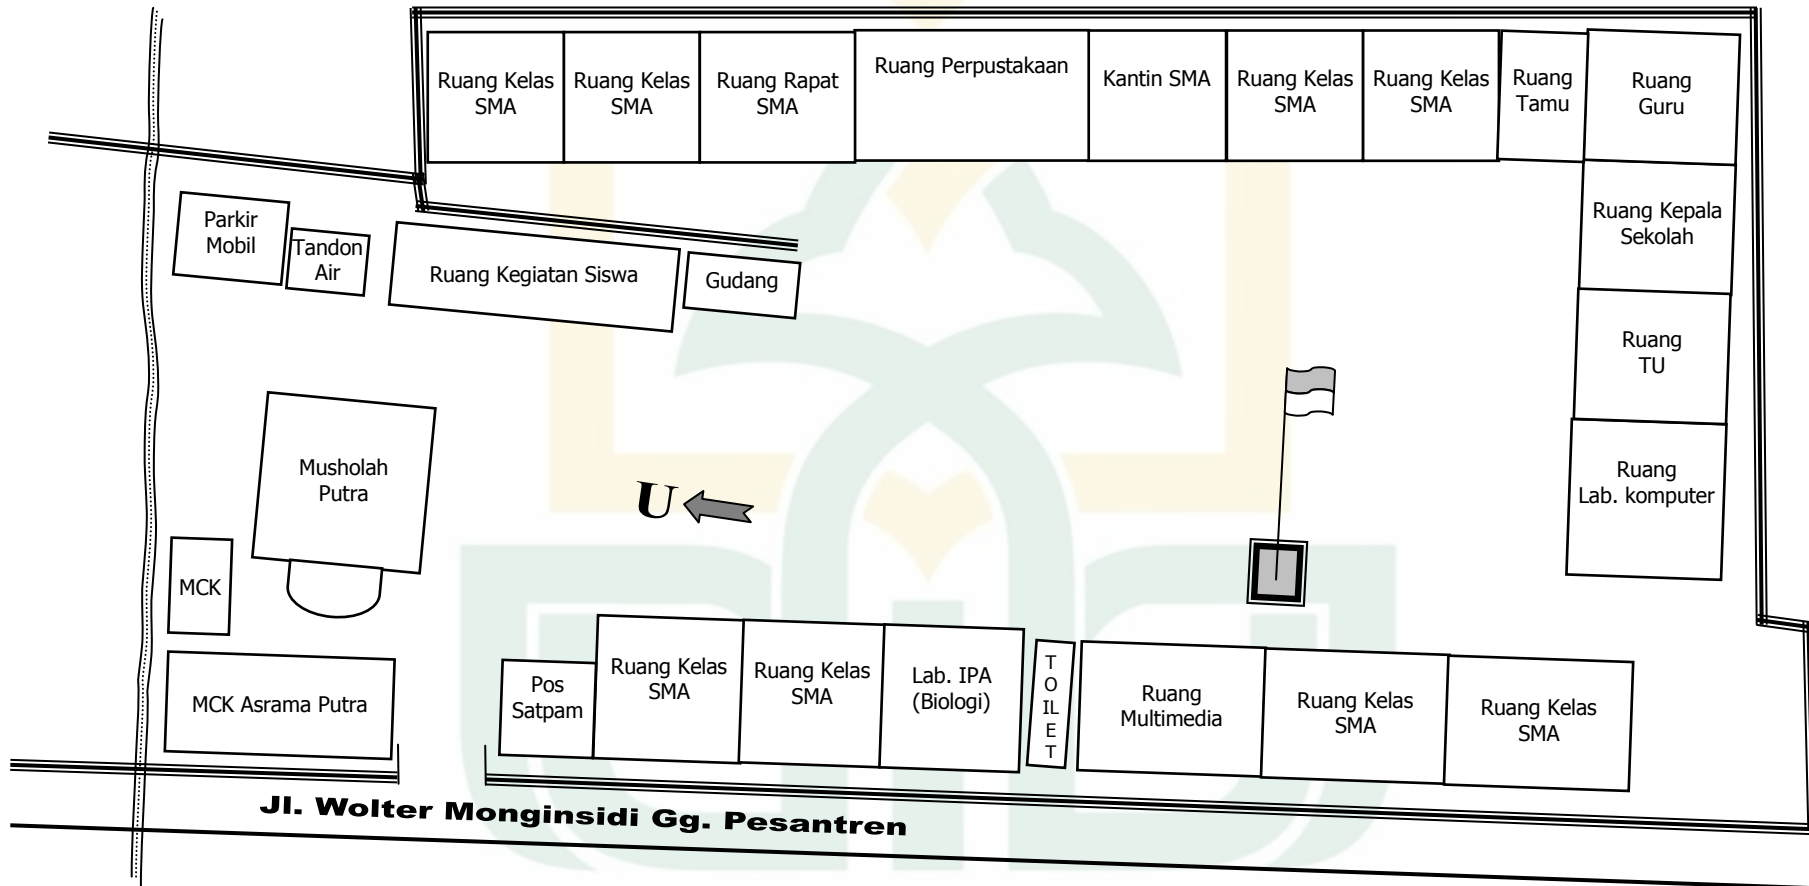 Ruang Kelas
SMA
Ruang Kelas
SMA
Ruang Rapat
SMA
Ruang Perpustakaan
Kantin SMA
Ruang Kelas
SMA
Ruang Kelas
SMA
Ruang
Tamu
Ruang
Guru
Parkir
Mobil
Tandon
Air
Ruang Kegiatan Siswa
Gudang
Ruang Kepala
Sekolah
Ruang
TU
Musholah
Putra
U
Ruang
Lab. komputer
MCK
MCK Asrama Putra
Pos
Satpam
Ruang Kelas
SMA
Ruang Kelas
SMA
Lab. IPA
(Biologi)
T
O
IL
E
T
Ruang
Multimedia
Ruang Kelas
SMA
Ruang Kelas
SMA
Jl. Wolter Monginsidi Gg. Pesantren